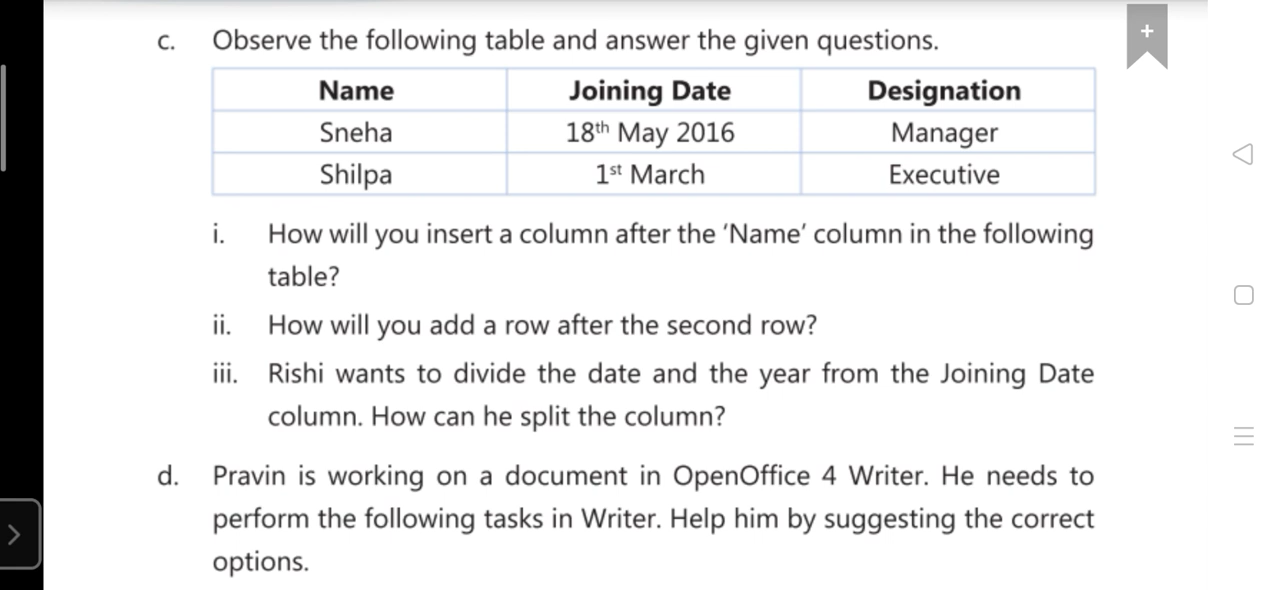 c. Observe the following table and answer the given questions.
Name Joining Date Designation
Sneha 18th May 2016 Manager
Shilpa 1st March Executive
i. How will you insert a column after the ‘Name’ column in the following
table?
ii. How will you add a row after the second row?
iii. Rishi wants to divide the date and the year from the Joining Date
column. How can he split the column?
d. Pravin is working on a document in OpenOffice 4 Writer. He needs to
perform the following tasks in Writer. Help him by suggesting the correct
options.